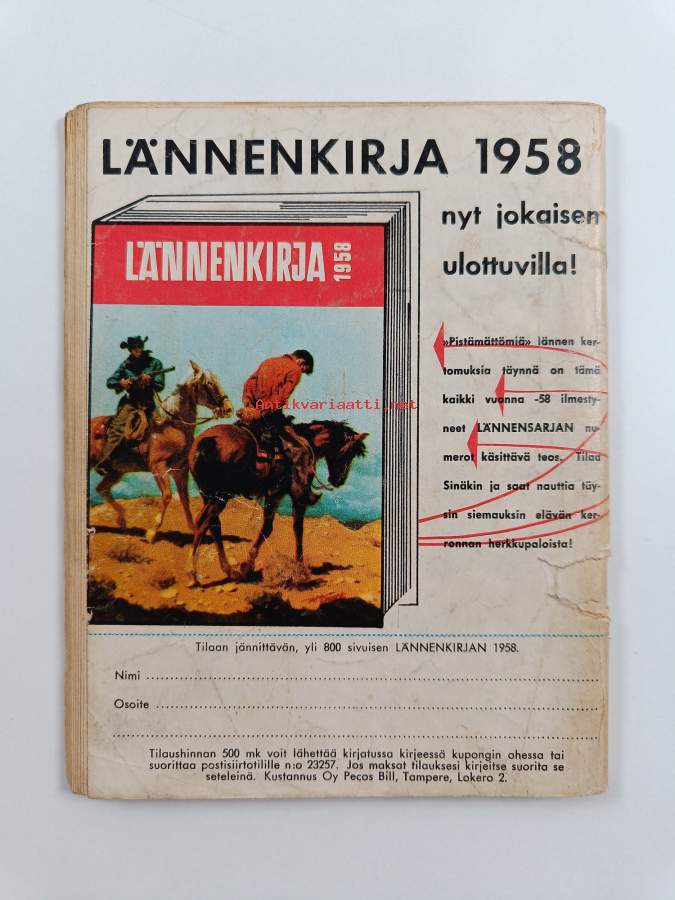 LÄNNENKIRJA 1958
nyt jokaisen
ulottuvilla!
LÄNNENKIRJA 1958
»Pistämättömiä» lännen ker-
tomuksia täynnä on tämä
kaikki vuonna -58 ilmesty-
neet LÄNNENSARJAN nu-
merot käsittävä teos. Tilaa
Sinäkin ja saat nauttia täy-
sin siemauksin elävän ker-
ronnan herkkupaloista!
Antikvariaatti.net
Tilaan jännittävän, yli 800 sivuisen LÄNNENKIRJAN 1958.
Nimi
Osoite
Tilaushinnan 500 mk voit lähettää kirjatussa kirjeessä kupongin ohessa tai
suorittaa postisiirtotilille n:o 23257. Jos maksat tilauksesi kirjeitse suorita se
seteleinä. Kustannus Oy Pecos Bill, Tampere, Lokero 2.